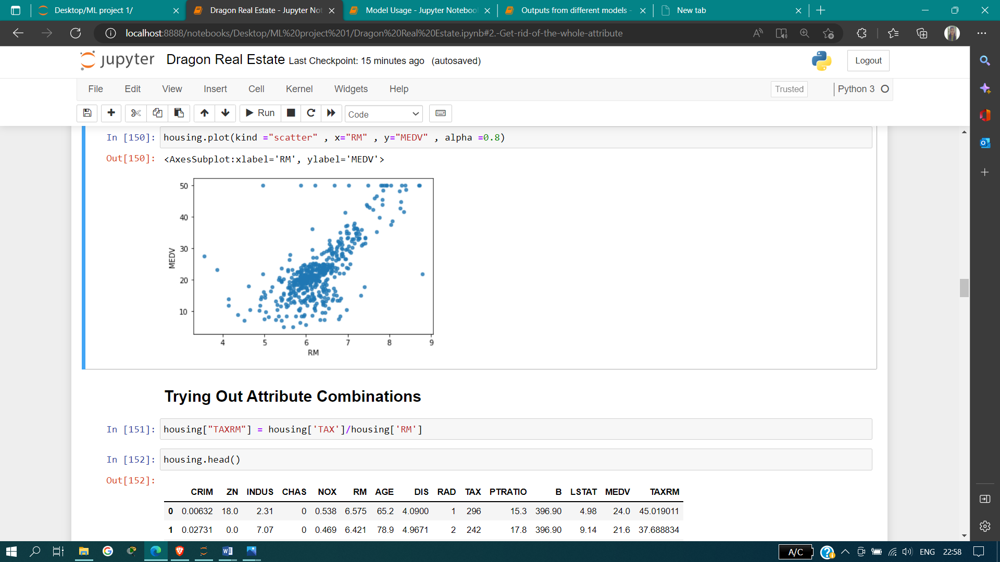 Desktop/ML project 1/
Dragon Real Estate - Jupyter Not
Model Usage - Jupyter Notebool
Outputs from different models -
New tab
localhost:8888/notebooks/Desktop/ML%20project%201/Dragon%20Real%20Estate.ipynb#2.-Get-rid-of-the-whole-attribute
jupyter Dragon Real Estate Last Checkpoint: 15 minutes ago (autosaved)
Logout
File Edit View Insert Cell Kernel Widgets Help
Trusted
Python 3
Run
Code
In [150]: housing.plot(kind ="scatter" , x="RM" , y="MEDV" , alpha =0.8)
Out[150]: <AxesSubplot:xlabel='RM', ylabel='MEDV'>
50
40
30
20
10
MEDV
4 5 6 7 8 9
RM
Trying Out Attribute Combinations
In [151]: housing["TAXRM"] = housing['TAX']/housing['RM']
In [152]: housing.head()
Out[152]:
CRIM ZN INDUS CHAS NOX RM AGE DIS RAD TAX PTRATIO B LSTAT MEDV TAXRM
0 0.00632 18.0 2.31 0 0.538 6.575 65.2 4.0900 1 296 15.3 396.90 4.98 24.0 45.019011
1 0.02731 0.0 7.07 0 0.469 6.421 78.9 4.9671 2 242 17.8 396.90 9.14 21.6 37.688834
A/C
ENG
22:58